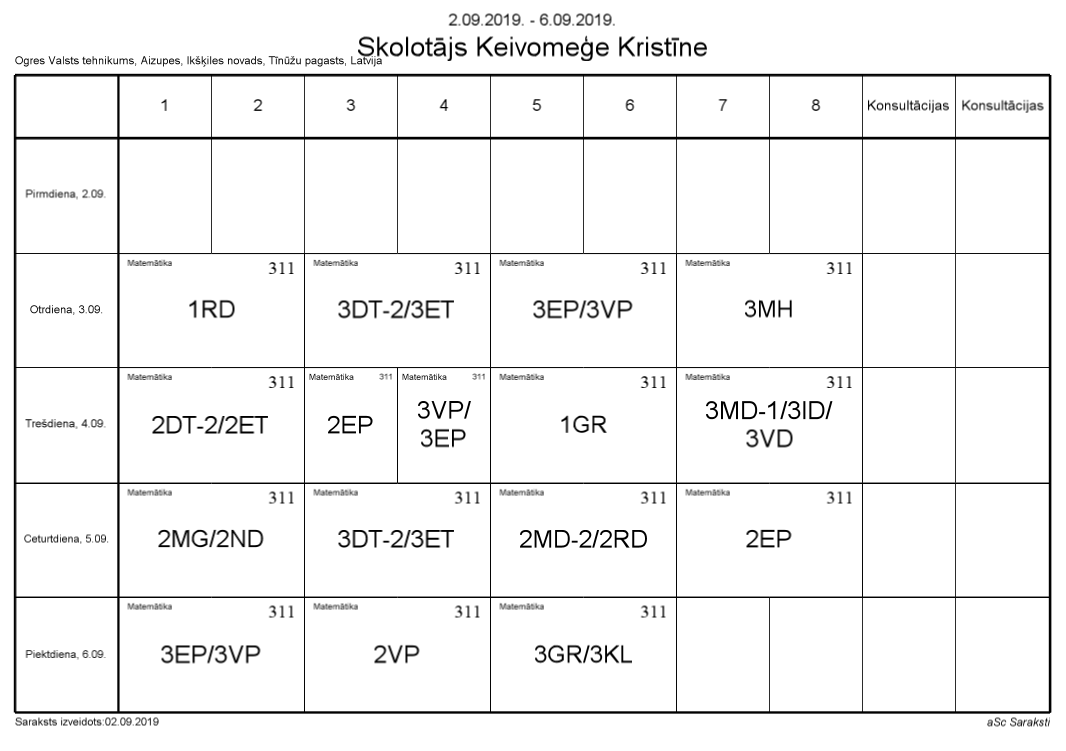 2.09.2019. - 6.09.2019.
Skolotājs Keivomeģe Kristīne
Ogres Valsts tehnikums, Aizupes, Ikšķiles novads, Tīnūžu pagasts, Latvija
1 2 3 4 5 6 7 8 Konsultācijas Konsultācijas
Pirmdiena, 2.09.
Matemātika 311 Matemātika 311 Matemātika 311 Matemātika 311
Otrdiena, 3.09. 1RD 3DT-2/3ET 3EP/3VP 3MH
Matemātika 311 Matemātika 311 Matemātika 311 Matemātika 311 Matemātika 311
Trešdiena, 4.09. 2DT-2/2ET 2EP 3VP/ 1GR 3MD-1/3ID/
3EP 3VD
Matemātika 311 Matemātika 311 Matemātika 311 Matemātika 311
Ceturtdiena, 5.09. 2MG/2ND 3DT-2/3ET 2MD-2/2RD 2EP
Matemātika 311 Matemātika 311 Matemātika 311
Piektdiena, 6.09. 3EP/3VP 2VP 3GR/3KL
Saraksts izveidots:02.09.2019 aSc Saraksti